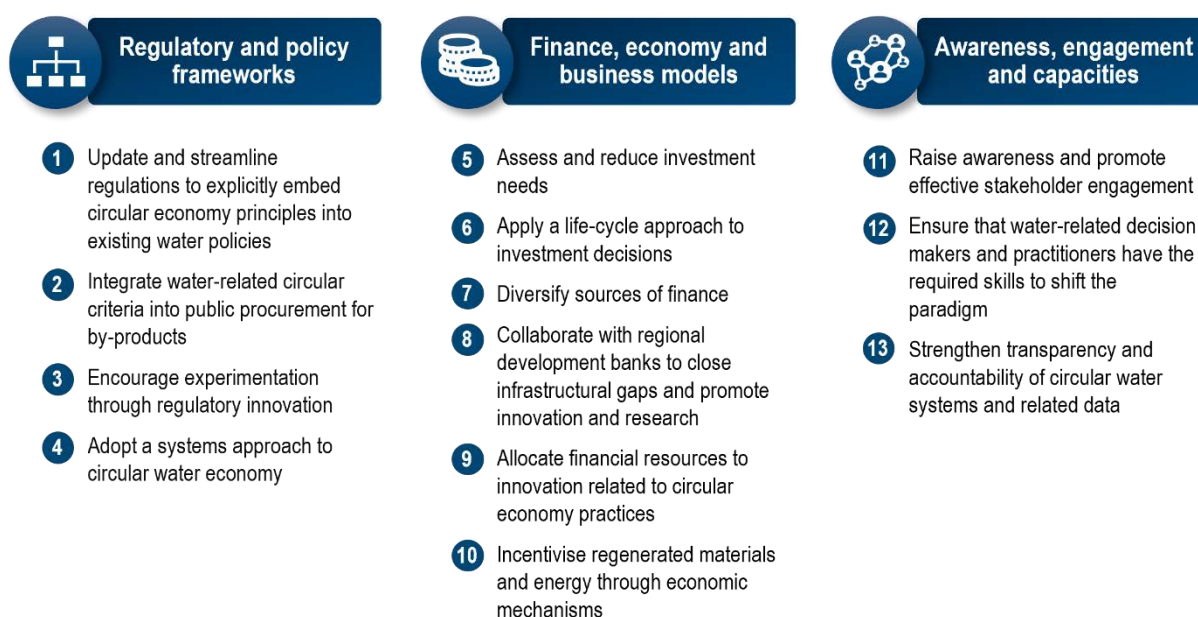 Regulatory and policy
frameworks
1 Update and streamline
regulations to explicitly embed
circular economy principles into
existing water policies
2 Integrate water-related circular
criteria into public procurement for
by-products
3 Encourage experimentation
through regulatory innovation
4 Adopt a systems approach to
circular water economy
Finance, economy and
business models
5 Assess and reduce investment
needs
6 Apply a life-cycle approach to
investment decisions
7 Diversify sources of finance
8 Collaborate with regional
development banks to close
infrastructural gaps and promote
innovation and research
9 Allocate financial resources to
innovation related to circular
economy practices
10 Incentivise regenerated materials
and energy through economic
mechanisms
Awareness, engagement
and capacities
11 Raise awareness and promote
effective stakeholder engagement
12 Ensure that water-related decision
makers and practitioners have the
required skills to shift the
paradigm
13 Strengthen transparency and
accountability of circular water
systems and related data